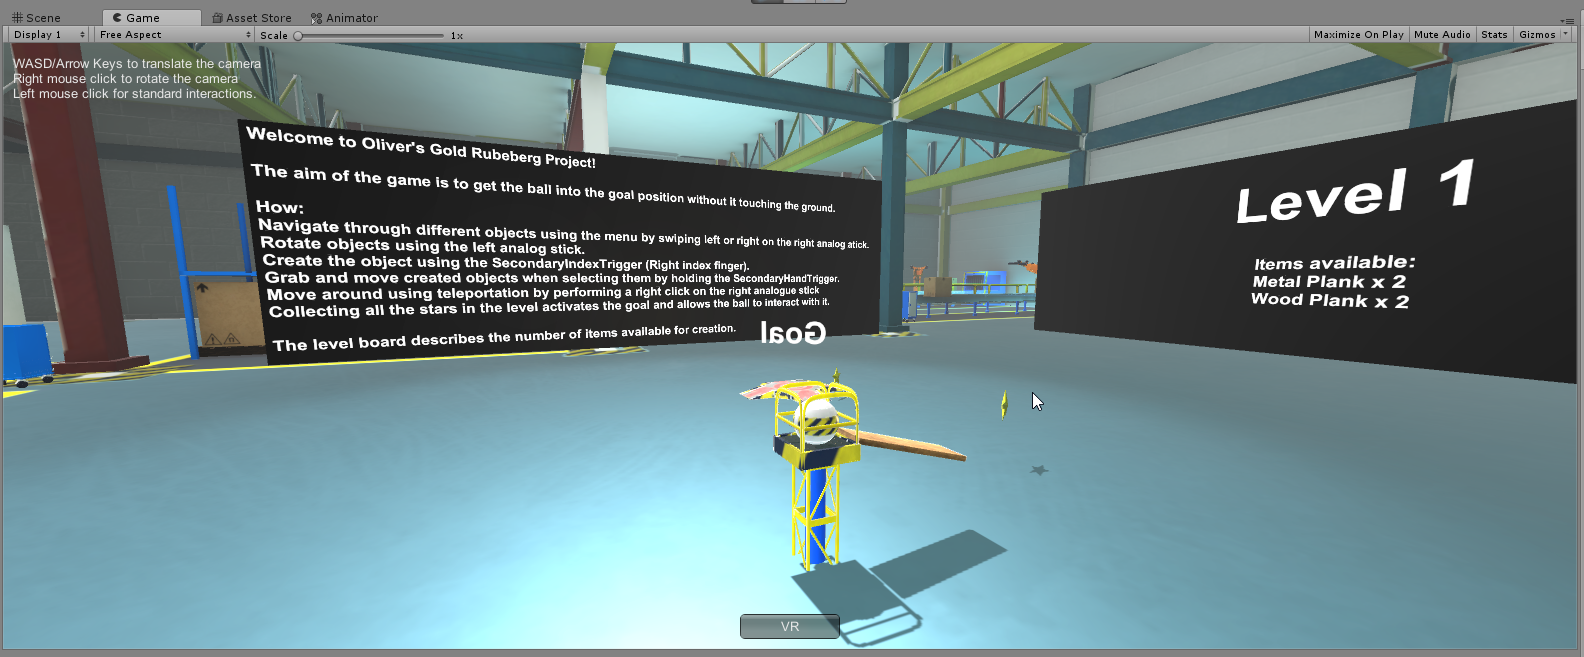 Scene
Game
Asset Store
Animator
Display 1
Free Aspect
Scale
1x
Maximize On Play
Mute Audio
Stats
Gizmos
WASD/Arrow Keys to translate the camera
Right mouse click to rotate the camera
Left mouse click for standard interactions.
Welcome to Oliver's Gold Rubeberg Project!
The aim of the game is to get the ball into the goal position without it touching the ground.
How:
Navigate through different objects using the menu by swiping left or right on the right analog stick.
Rotate objects using the left analog stick.
Create the object using the SecondaryIndexTrigger (Right index finger).
Grab and move created objects when selecting them by holding the SecondaryHandTrigger.
Move around using teleportation by performing a right click on the right analogue stick
Collecting all the stars in the level activates the goal and allows the ball to interact with it.
The level board describes the number of items available for creation.
Level 1
Items available:
Metal Plank x 2
Wood Plank x 2
Goal
VR